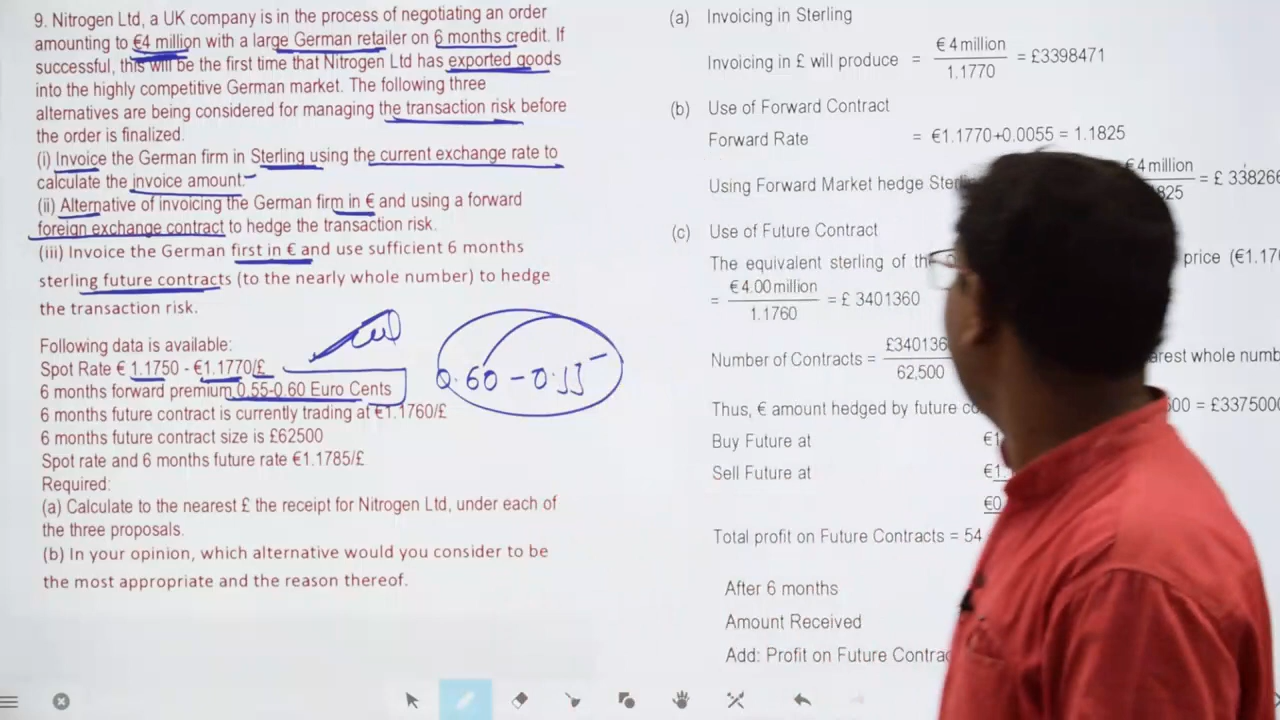 9. Nitrogen Ltd, a UK company is in the process of negotiating an order
amounting to €4 million with a large German retailer on 6 months credit. If
successful, this will be the first time that Nitrogen Ltd has exported goods
into the highly competitive German market. The following three
alternatives are being considered for managing the transaction risk before
the order is finalized.
(i) Invoice the German firm in Sterling using the current exchange rate to
calculate the invoice amount.
(ii) Alternative of invoicing the German firm in € and using a forward
foreign exchange contract to hedge the transaction risk.
(iii) Invoice the German first in € and use sufficient 6 months
sterling future contracts (to the nearly whole number) to hedge
the transaction risk.
Following data is available:
Spot Rate € 1.1750 - €1.1770/£
6 months forward premium 0.55-0.60 Euro Cents
6 months future contract is currently trading at €1.1760/£
6 months future contract size is £62500
Spot rate and 6 months future rate €1.1785/£
Required:
(a) Calculate to the nearest £ the receipt for Nitrogen Ltd, under each of
the three proposals.
(b) In your opinion, which alternative would you consider to be
the most appropriate and the reason thereof.
0.60 - 0.55
(a) Invoicing in Sterling
Invoicing in £ will produce = € 4 million / 1.1770 = £3398471
(b) Use of Forward Contract
Forward Rate = €1.1770+0.0055 = 1.1825
Using Forward Market hedge €4 million = £ 338266
(c) Use of Future Contract
The equivalent sterling of the price (€1.17
= €4.00 million / 1.1760 = £ 3401360
Number of Contracts = £340136 / 62,500 whole
Thus, € amount hedged by future = £3375000
Buy Future at
Sell Future at
Total profit on Future Contracts = 54
After 6 months
Amount Received
Add: Profit on Future